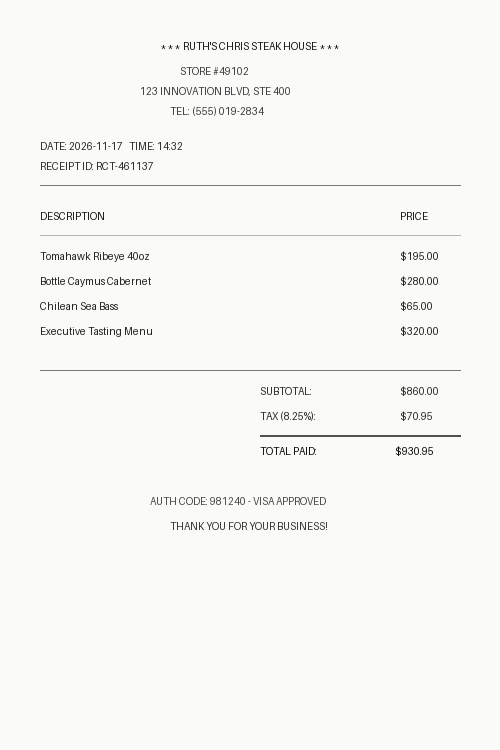 *** RUTH'S CHRIS STEAK HOUSE ***
STORE #49102
123 INNOVATION BLVD, STE 400
TEL: (555) 019-2834
DATE: 2026-11-17 TIME: 14:32
RECEIPT ID: RCT-461137
DESCRIPTION PRICE
Tomahawk Ribeye 40oz $195.00
Bottle Caymus Cabernet $280.00
Chilean Sea Bass $65.00
Executive Tasting Menu $320.00
SUBTOTAL: $860.00
TAX (8.25%): $70.95
TOTAL PAID: $930.95
AUTH CODE: 981240 - VISA APPROVED
THANK YOU FOR YOUR BUSINESS!